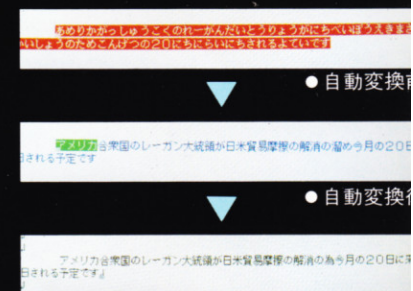 あめりかがっしゅうこくのれーがんだいとうりょうがにちべいぼうえきまさ
いしょうのためこんげつの20にちにらいにちされるよていです
●自動変換前
アメリカ合衆国のレーガン大統領が日米貿易摩擦の解消の溜め今月の20日
される予定です
●自動変換後
アメリカ合衆国のレーガン大統領が日米貿易摩擦の解消の為今月の20日に来
日される予定です」